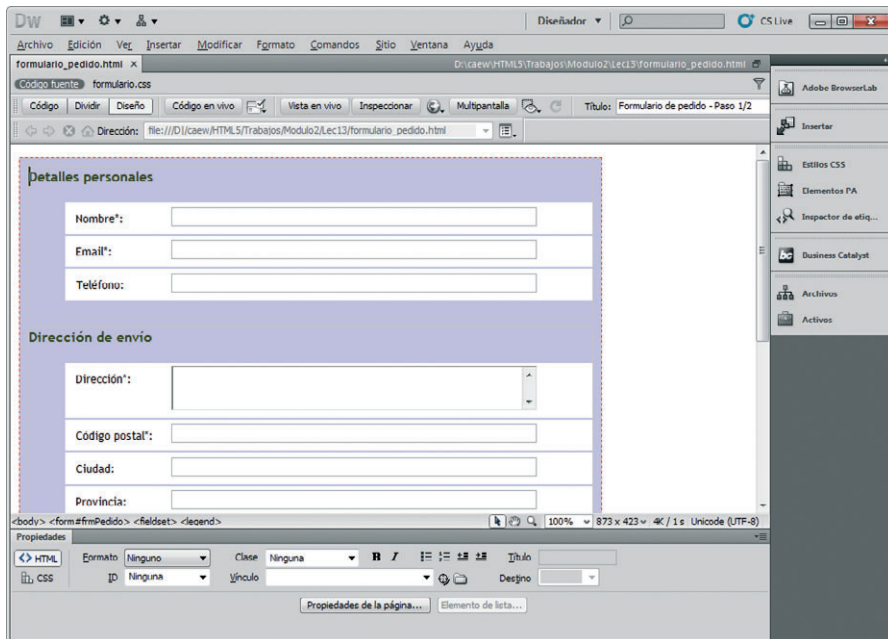 DW
Diseñador
CS Live
Archivo Edición Ver Insertar Modificar Formato Comandos Sitio Ventana Ayuda
formulario_pedido.html x
D:\caew\HTML5\Trabajos\Modulo2\Lec13\formulario_pedido.html
Código fuente formulario.css
Código Dividir Diseño Código en vivo Vista en vivo Inspeccionar Multipantalla Título: Formulario de pedido - Paso 1/2
Dirección: file:///D|/caew/HTML5/Trabajos/Modulo2/Lec13/formulario_pedido.html
Detalles personales
Nombre*:
Email*:
Teléfono:
Dirección de envío
Dirección*:
Código postal*:
Ciudad:
Provincia:
<body> <form#frmPedido> <fieldset> <legend>
100% 873 x 423 4K / 1 s Unicode (UTF-8)
Propiedades
<> HTML Formato Ninguno Clase Ninguna B I Título
CSS ID Ninguna Vínculo Destino
Propiedades de la página... Elemento de lista...
Adobe BrowserLab
Insertar
Estilos CSS
Elementos PA
Inspector de etiq...
Business Catalyst
Archivos
Activos